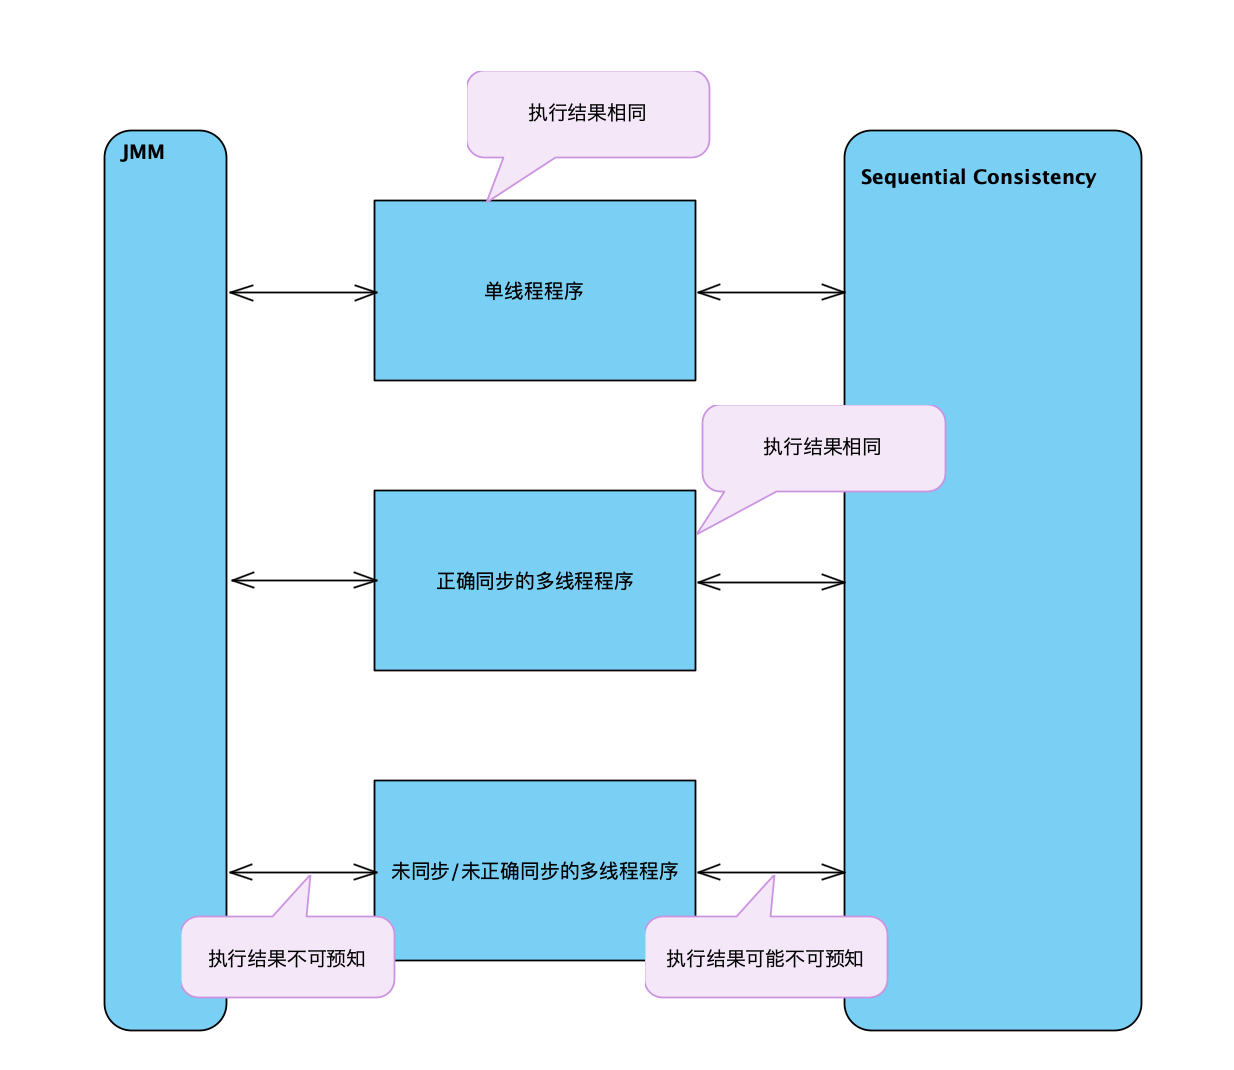 执行结果相同
JMM
Sequential Consistency
单线程程序
执行结果相同
正确同步的多线程程序
未同步/未正确同步的多线程程序
执行结果不可预知
执行结果可能不可预知